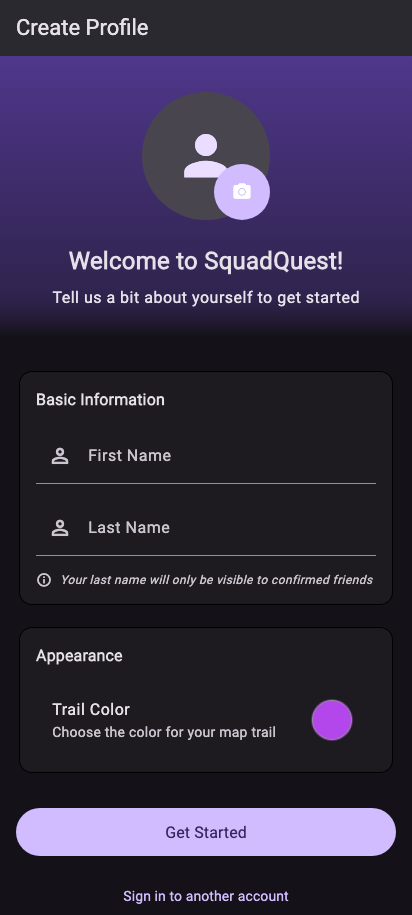 Create Profile
Welcome to SquadQuest!
Tell us a bit about yourself to get started
Basic Information
First Name
Last Name
Your last name will only be visible to confirmed friends
Appearance
Trail Color
Choose the color for your map trail
Get Started
Sign in to another account